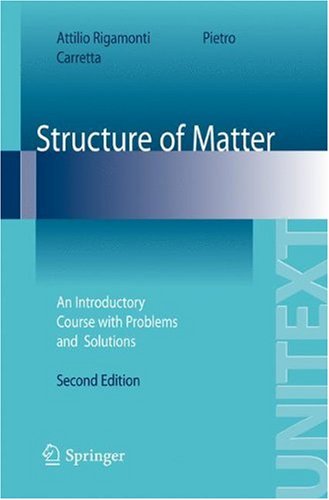 Attilio Rigamonti Pietro
Carretta
Structure of Matter
An Introductory
Course with Problems
and Solutions
Second Edition
UNITEXT
Springer